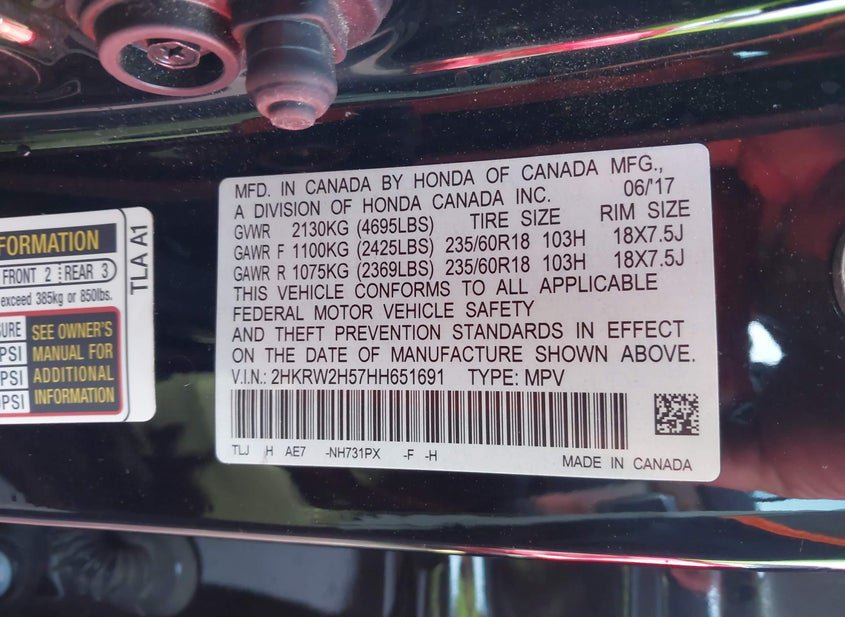 FORMATION
FRONT 2 REAR 3
exceed 385kg or 850lbs.
SURE
PSI
PSI
PSI
SEE OWNER'S
MANUAL FOR
ADDITIONAL
INFORMATION
TLA A1
MFD. IN CANADA BY HONDA OF CANADA MFG.,
A DIVISION OF HONDA CANADA INC. 06/'17
GVWR 2130KG (4695LBS) TIRE SIZE RIM SIZE
GAWR F 1100KG (2425LBS) 235/60R18 103H 18X7.5J
GAWR R 1075KG (2369LBS) 235/60R18 103H 18X7.5J
THIS VEHICLE CONFORMS TO ALL APPLICABLE
FEDERAL MOTOR VEHICLE SAFETY
AND THEFT PREVENTION STANDARDS IN EFFECT
ON THE DATE OF MANUFACTURE SHOWN ABOVE.
V.I.N.: 2HKRW2H57HH651691 TYPE: MPV
TLJ H AE7 -NH731PX -F -H
MADE IN CANADA